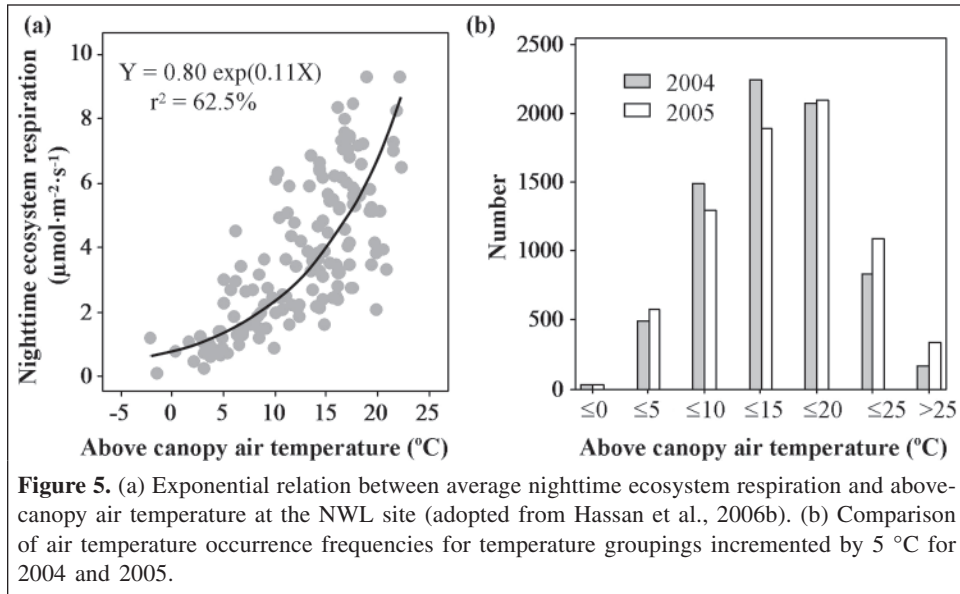 (a)
10
8
6
4
2
0
Nighttime ecosystem respiration
(µmol·m⁻²·s⁻¹)
Y = 0.80 exp(0.11X)
r² = 62.5%
-5 0 5 10 15 20 25
Above canopy air temperature (ºC)
(b)
2500
2000
1500
1000
500
0
Number
2004
2005
≤0 ≤5 ≤10 ≤15 ≤20 ≤25 >25
Above canopy air temperature (ºC)
Figure 5. (a) Exponential relation between average nighttime ecosystem respiration and above-
canopy air temperature at the NWL site (adopted from Hassan et al., 2006b). (b) Comparison
of air temperature occurrence frequencies for temperature groupings incremented by 5 °C for
2004 and 2005.